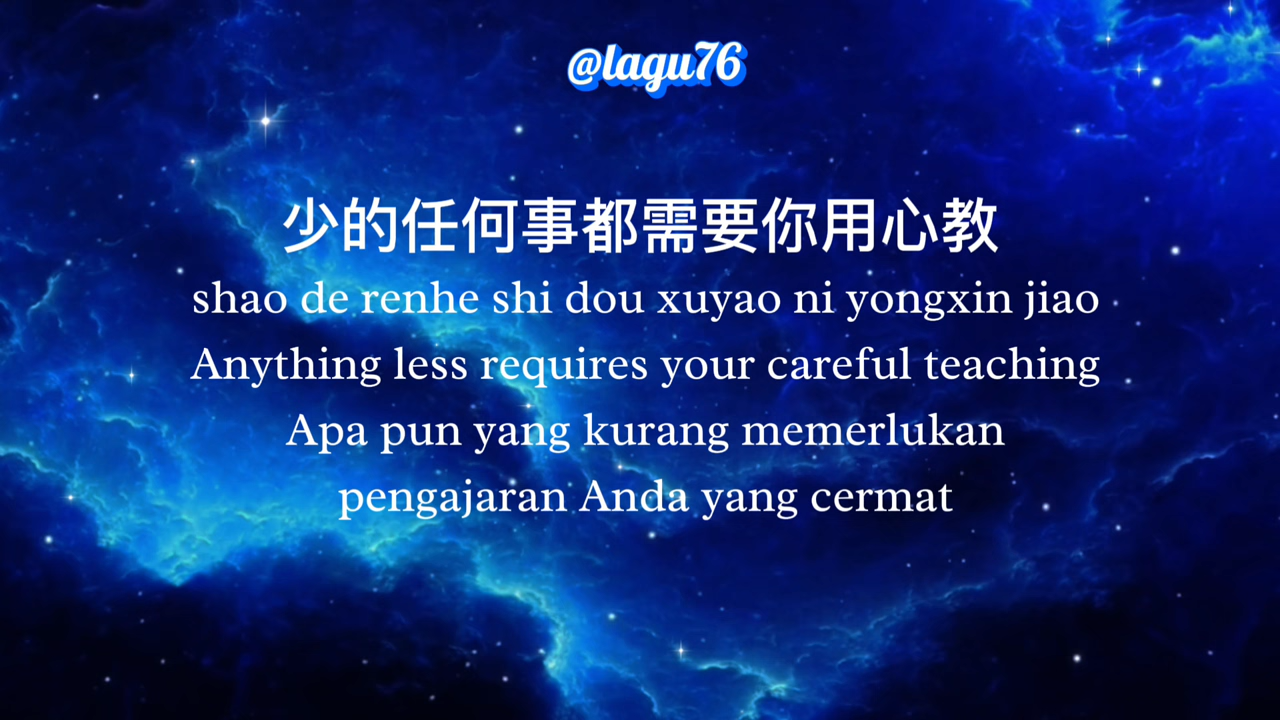 @lagu76
少的任何事都需要你用心教
shao de renhe shi dou xuyao ni yongxin jiao
Anything less requires your careful teaching
Apa pun yang kurang memerlukan
pengajaran Anda yang cermat